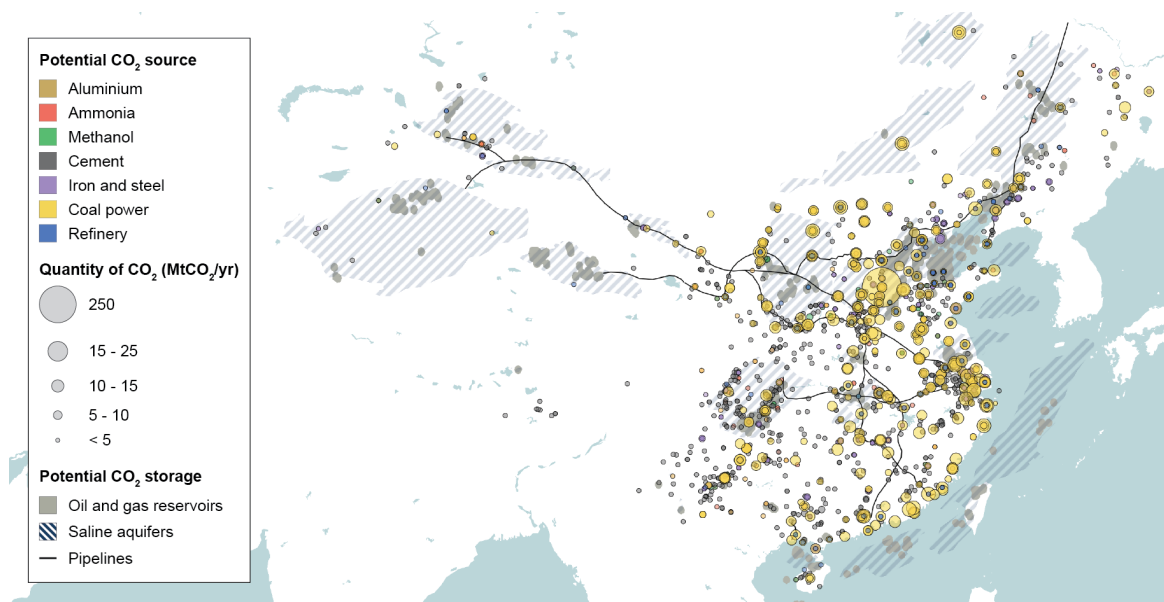 Potential CO₂ source
Aluminium
Ammonia
Methanol
Cement
Iron and steel
Coal power
Refinery
Quantity of CO₂ (MtCO₂/yr)
250
15 - 25
10 - 15
5 - 10
< 5
Potential CO₂ storage
Oil and gas reservoirs
Saline aquifers
Pipelines